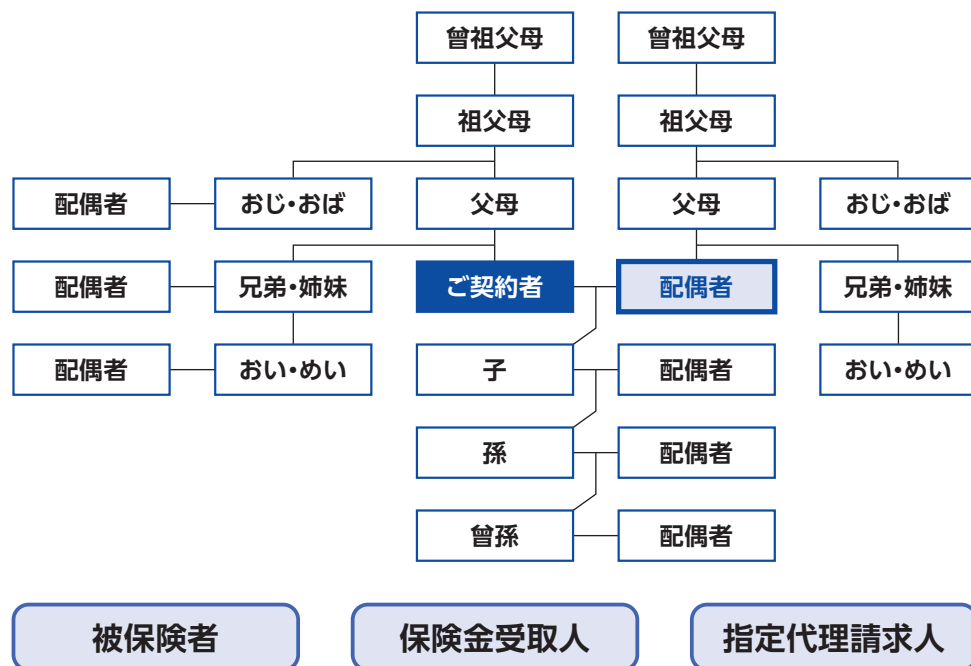 曾祖父母
曾祖父母
祖父母
祖父母
配偶者
おじ・おば
父母
父母
おじ・おば
配偶者
兄弟・姉妹
ご契約者
配偶者
兄弟・姉妹
配偶者
おい・めい
子
配偶者
おい・めい
孫
配偶者
曾孫
配偶者
被保険者
保険金受取人
指定代理請求人